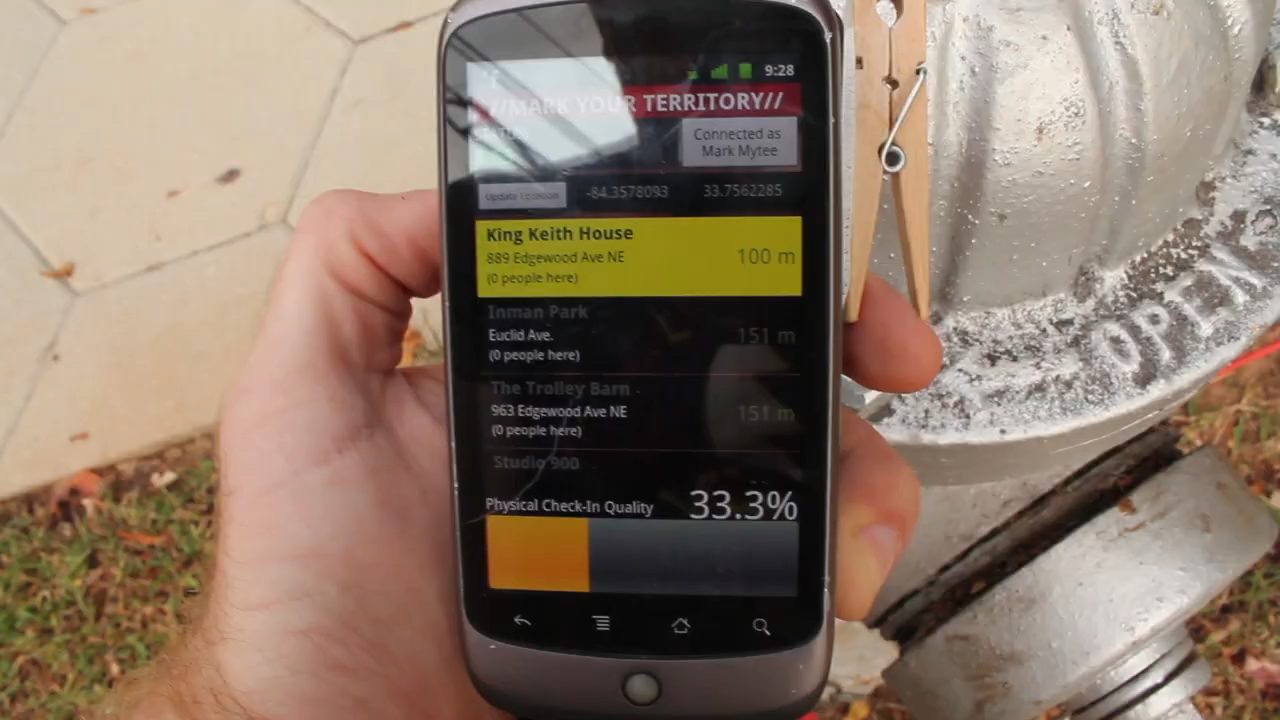 9:28
//MARK YOUR TERRITORY//
Connected as
Mark Mytee
Update Location
-84.3578093
33.7562285
King Keith House
889 Edgewood Ave NE
100 m
(0 people here)
Inman Park
Euclid Ave.
151 m
(0 people here)
The Trolley Barn
963 Edgewood Ave NE
151 m
(0 people here)
Studio 900
Physical Check-In Quality
33.3%
OPEN